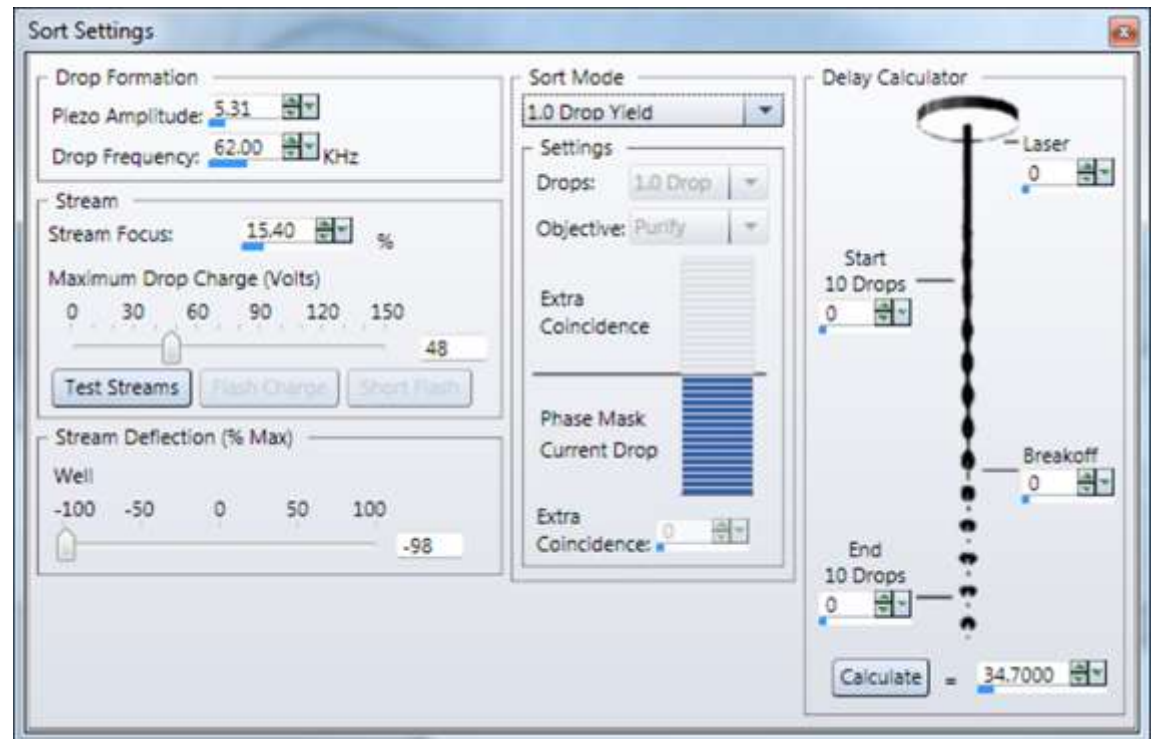 Sort Settings
Drop Formation
Piezo Amplitude: 5.31
Drop Frequency: 62.00 KHz
Stream
Stream Focus: 15.40 %
Maximum Drop Charge (Volts)
0 30 60 90 120 150
48
Test Streams Flash Charge Short Flash
Stream Deflection (% Max)
Well
-100 -50 0 50 100
-98
Sort Mode
1.0 Drop Yield
Settings
Drops: 1.0 Drop
Objective: Purify
Extra
Coincidence
Phase Mask
Current Drop
Extra
Coincidence: 0
Delay Calculator
Laser
0
Start
10 Drops
0
Breakoff
0
End
10 Drops
0
Calculate = 34.7000